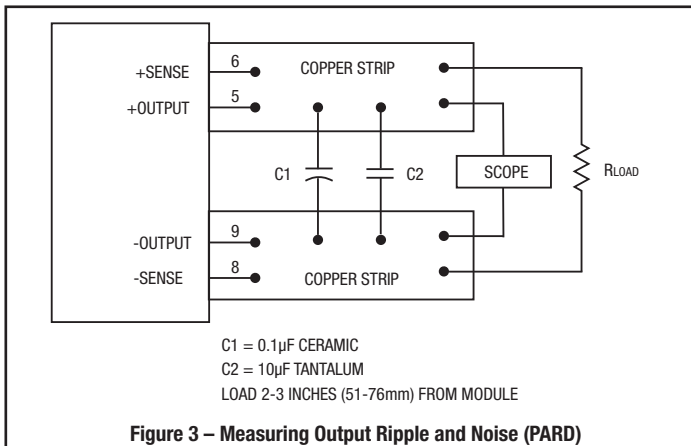 +SENSE 6 COPPER STRIP
+OUTPUT 5
C1 C2 SCOPE RLOAD
-OUTPUT 9
-SENSE 8 COPPER STRIP
C1 = 0.1µF CERAMIC
C2 = 10µF TANTALUM
LOAD 2-3 INCHES (51-76mm) FROM MODULE
Figure 3 – Measuring Output Ripple and Noise (PARD)